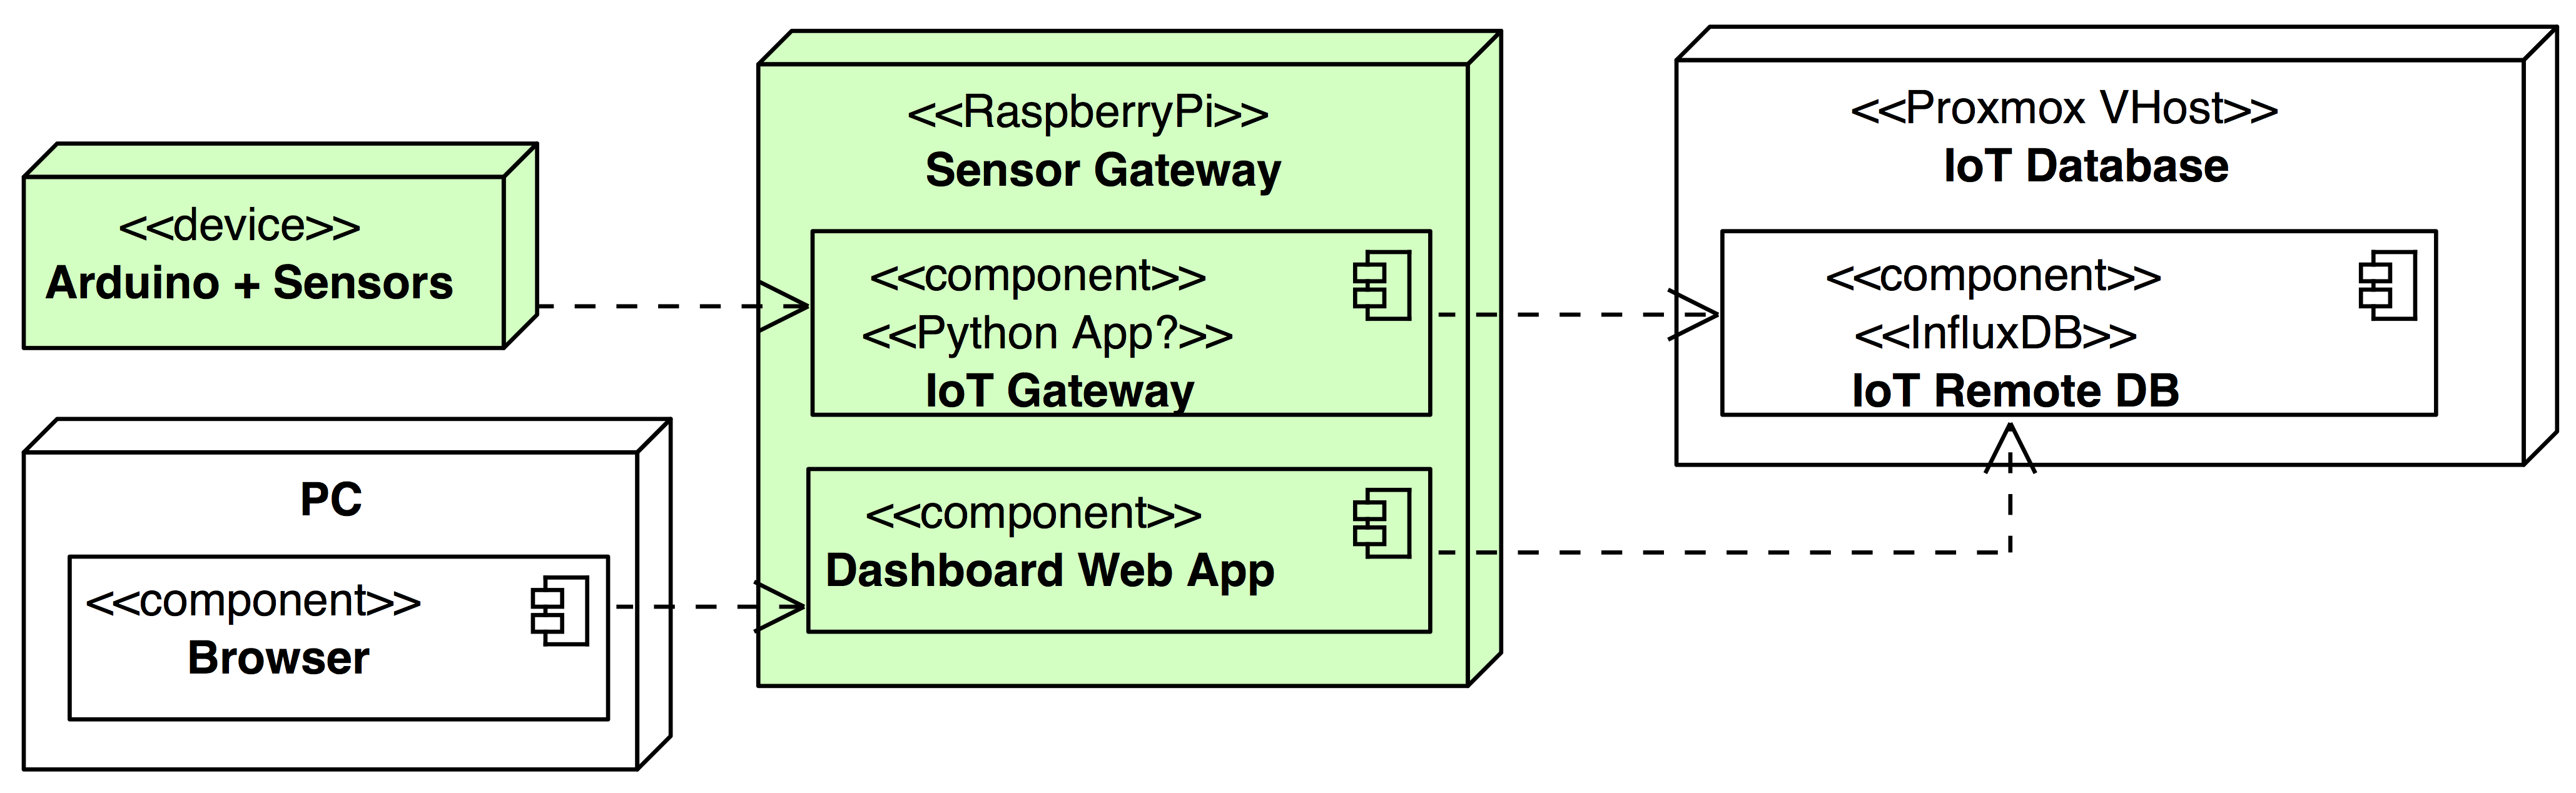 <<device>>
Arduino + Sensors
PC
<<component>>
Browser
<<RaspberryPi>>
Sensor Gateway
<<component>>
<<Python App?>>
IoT Gateway
<<component>>
Dashboard Web App
<<Proxmox VHost>>
IoT Database
<<component>>
<<InfluxDB>>
IoT Remote DB